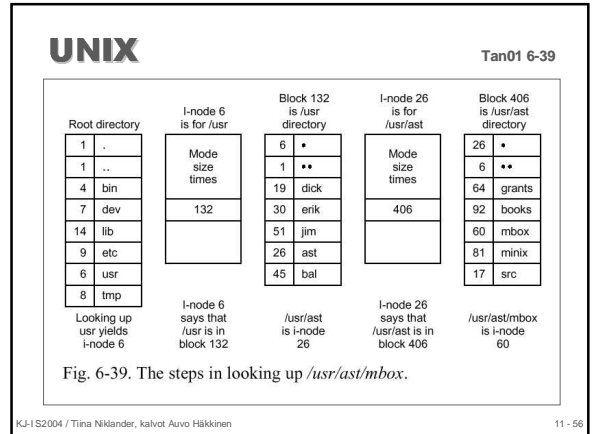 UNIX
Tan01 6-39
Root directory
1 .
1 ..
4 bin
7 dev
14 lib
9 etc
6 usr
8 tmp
Looking up
usr yields
i-node 6
I-node 6
is for /usr
Mode
size
times
132
I-node 6
says that
/usr is in
block 132
Block 132
is /usr
directory
6 •
1 ••
19 dick
30 erik
51 jim
26 ast
45 bal
/usr/ast
is i-node
26
I-node 26
is for
/usr/ast
Mode
size
times
406
I-node 26
says that
/usr/ast is in
block 406
Block 406
is /usr/ast
directory
26 •
6 ••
64 grants
92 books
60 mbox
81 minix
17 src
/usr/ast/mbox
is i-node
60
Fig. 6-39. The steps in looking up /usr/ast/mbox.
KJ-I S2004 / Tiina Niklander, kalvot Auvo Häkkinen
11 - 56